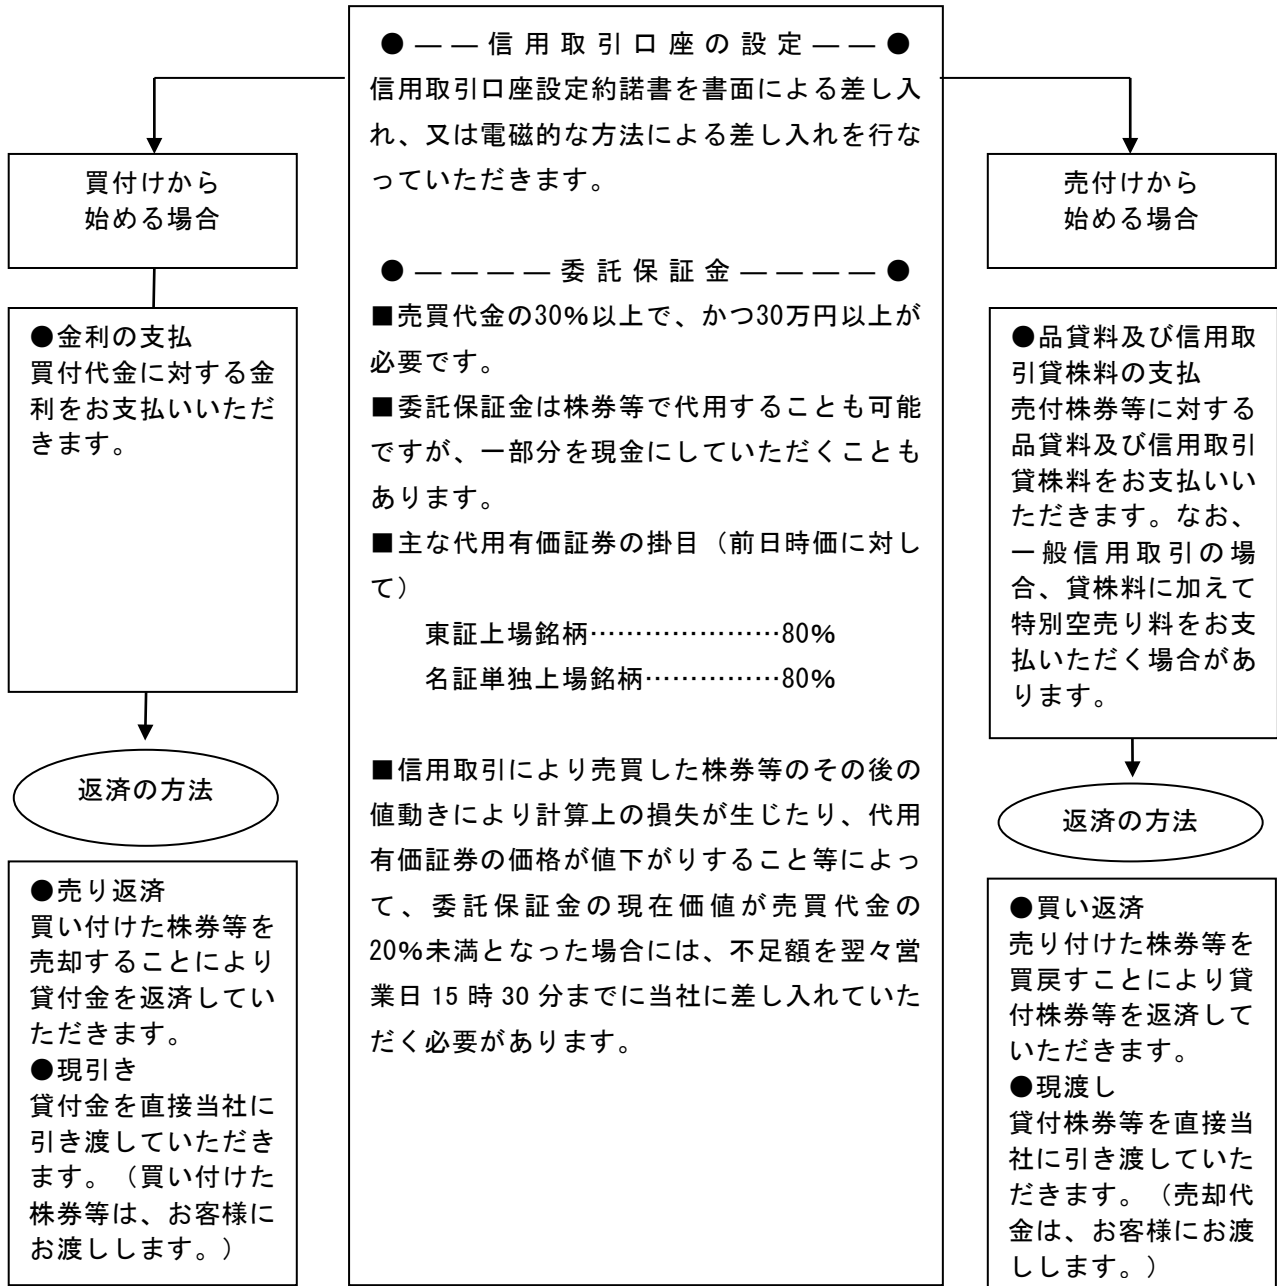 ●――信用取引口座の設定――●
信用取引口座設定約諾書を書面による差し入
れ、又は電磁的な方法による差し入れを行な
っていただきます。
●――――委託保証金――――●
■売買代金の30%以上で、かつ30万円以上が
必要です。
■委託保証金は株券等で代用することも可能
ですが、一部分を現金にしていただくことも
あります。
■主な代用有価証券の掛目（前日時価に対し
て）
東証上場銘柄…………………80%
名証単独上場銘柄……………80%
■信用取引により売買した株券等のその後の
値動きにより計算上の損失が生じたり、代用
有価証券の価格が値下がりすること等によっ
て、委託保証金の現在価値が売買代金の
20%未満となった場合には、不足額を翌々営
業日 15 時 30 分までに当社に差し入れていた
だく必要があります。
買付けから
始める場合
●金利の支払
買付代金に対する金
利をお支払いいただ
きます。
返済の方法
●売り返済
買い付けた株券等を
売却することにより
貸付金を返済してい
ただきます。
●現引き
貸付金を直接当社に
引き渡していただき
ます。（買い付けた
株券等は、お客様に
お渡しします。）
売付けから
始める場合
●品貸料及び信用取
引貸株料の支払
売付株券等に対する
品貸料及び信用取引
貸株料をお支払いい
ただきます。なお、
一般信用取引の場
合、貸株料に加えて
特別空売り料をお支
払いただく場合があ
ります。
返済の方法
●買い返済
売り付けた株券等を
買戻すことにより貸
付株券等を返済して
いただきます。
●現渡し
貸付株券等を直接当
社に引き渡していた
だきます。（売却代
金は、お客様にお渡
しします。）